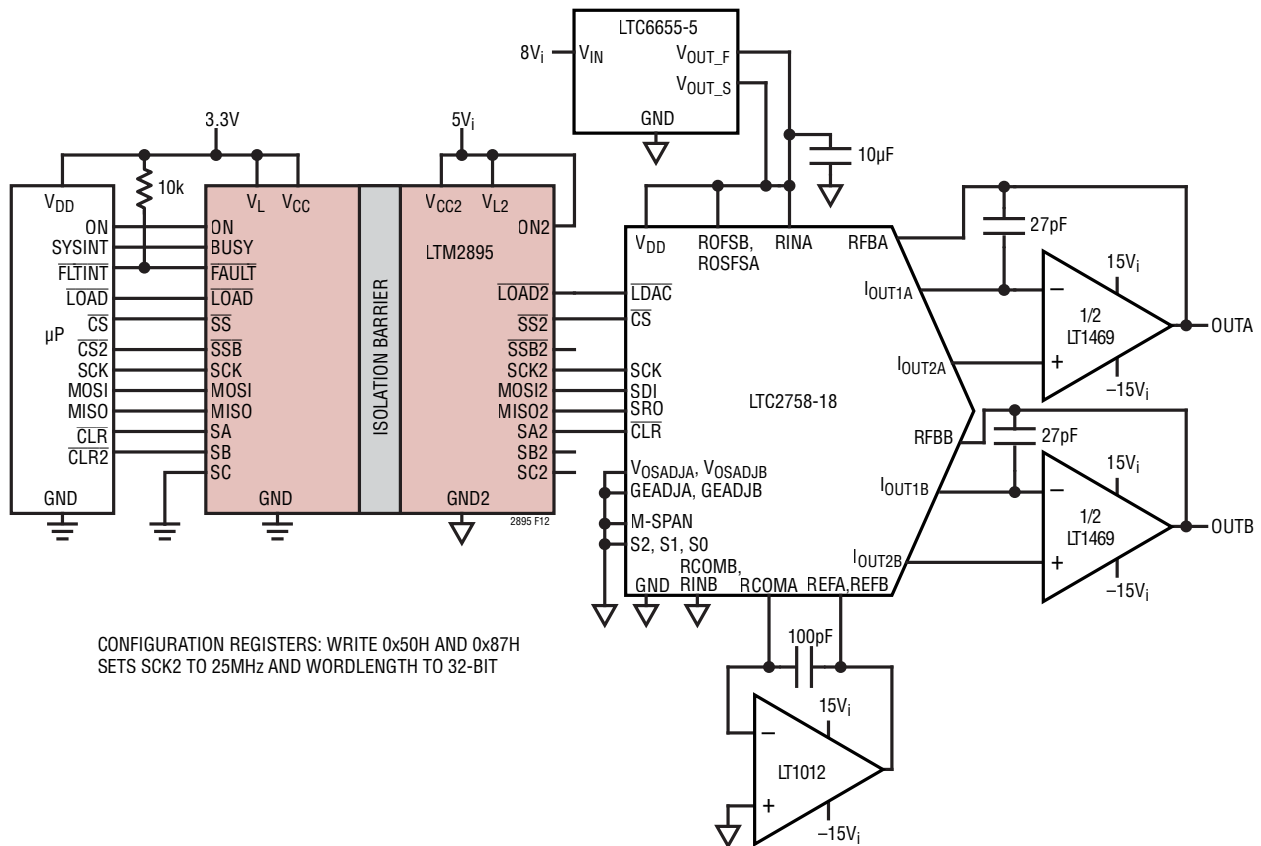 LTC6655-5
8Vi
VIN
VOUT_F
VOUT_S
GND
10µF
3.3V
10k
5Vi
VDD
ON
SYSINT
FLTINT
LOAD
CS
µP
CS2
SCK
MOSI
MISO
CLR
CLR2
GND
VL
VCC
ON
BUSY
FAULT
LOAD
SS
SSB
SCK
MOSI
MISO
SA
SB
SC
GND
ISOLATION BARRIER
VCC2
VL2
ON2
LTM2895
LOAD2
SS2
SSB2
SCK2
MOSI2
MISO2
SA2
SB2
SC2
GND2
2895 F12
VDD
ROFSB,
ROSFSA
RINA
RFBA
LDAC
CS
IOUT1A
IOUT2A
SCK
SDI
SRO
CLR
LTC2758-18
RFBB
VOSADJA, VOSADJB
GEADJA, GEADJB
IOUT1B
M-SPAN
S2, S1, S0
IOUT2B
GND
RCOMB,
RINB
RCOMA
REFA,REFB
27pF
15Vi
−
1/2
LT1469
+
−15Vi
OUTA
27pF
15Vi
−
1/2
LT1469
+
−15Vi
OUTB
100pF
15Vi
−
LT1012
+
−15Vi
CONFIGURATION REGISTERS: WRITE 0x50H AND 0x87H
SETS SCK2 TO 25MHz AND WORDLENGTH TO 32-BIT